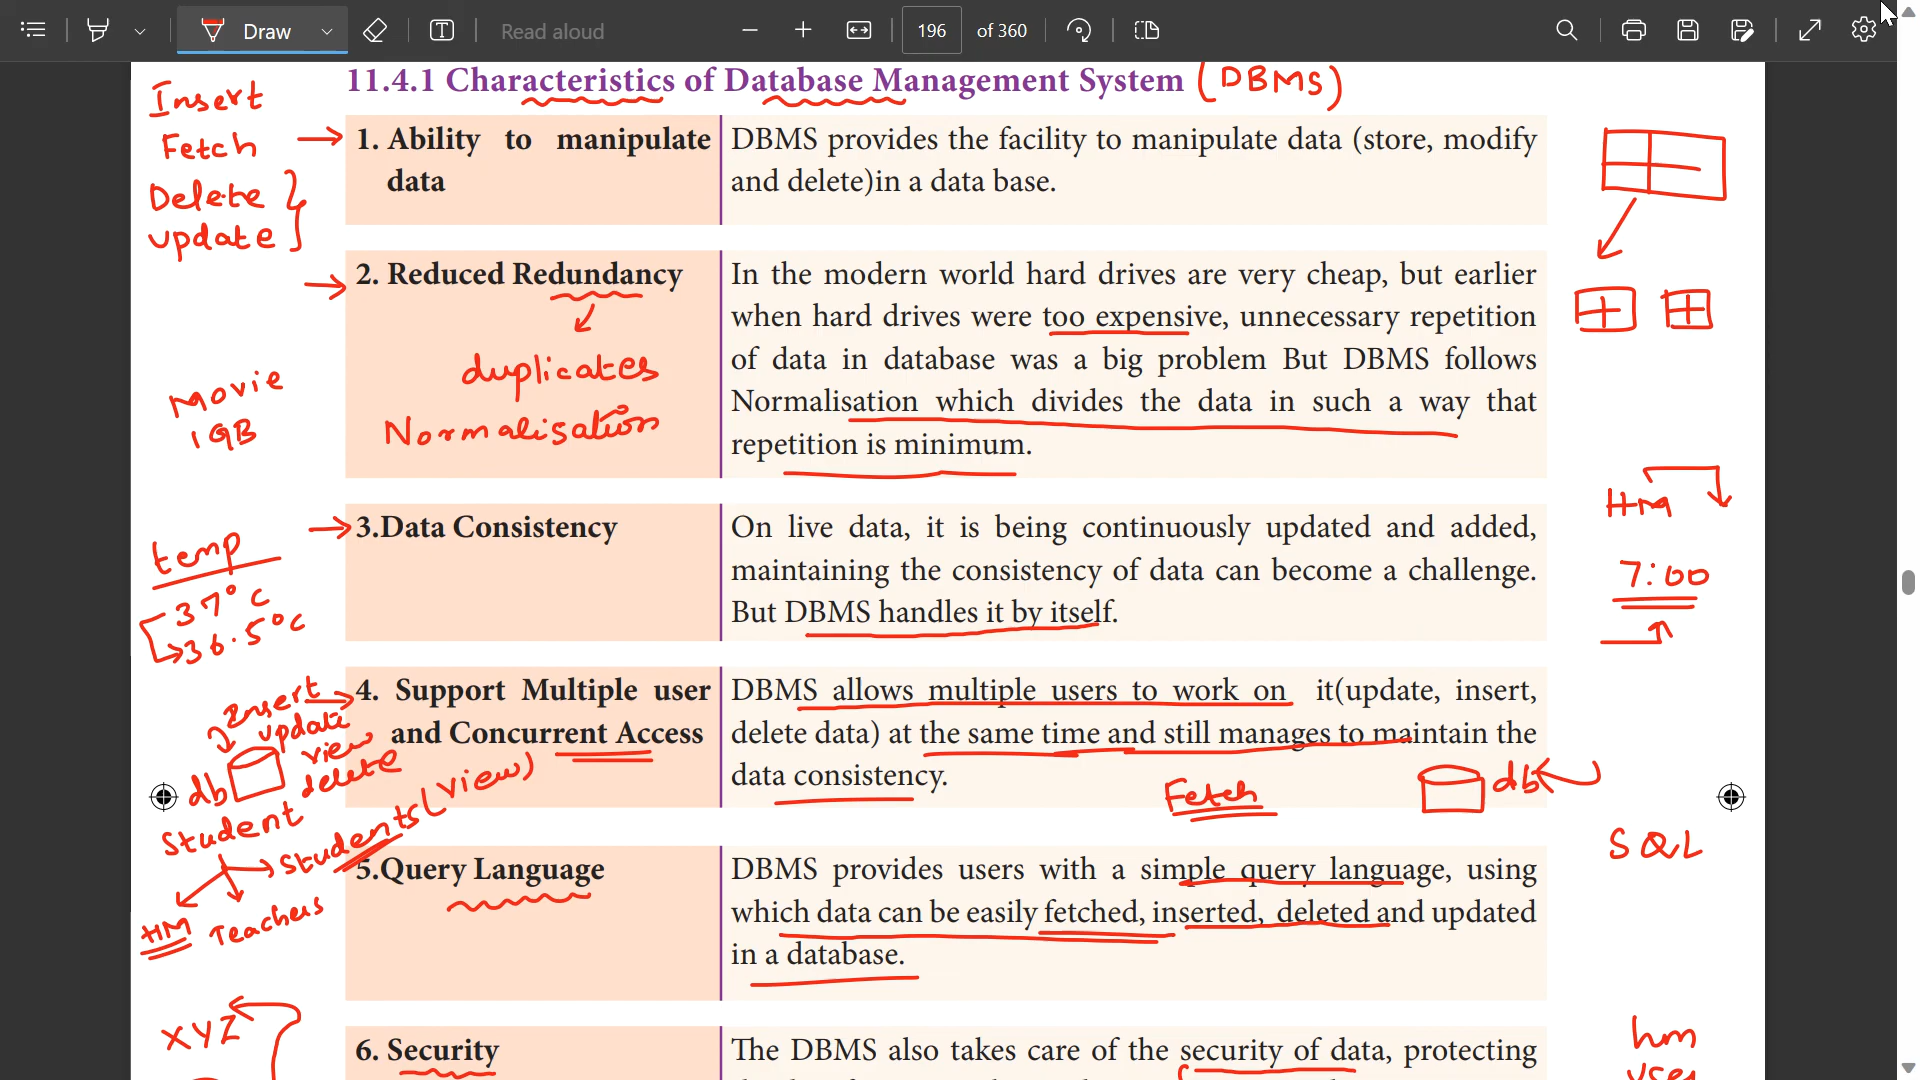 Draw
Read aloud
196 of 360
11.4.1 Characteristics of Database Management System (DBMS)
Insert
Fetch
Delete
update
1. Ability to manipulate
data
DBMS provides the facility to manipulate data (store, modify
and delete)in a data base.
2. Reduced Redundancy
duplicates
Normalisation
In the modern world hard drives are very cheap, but earlier
when hard drives were too expensive, unnecessary repetition
of data in database was a big problem But DBMS follows
Normalisation which divides the data in such a way that
repetition is minimum.
Movie
1GB
3.Data Consistency
On live data, it is being continuously updated and added,
maintaining the consistency of data can become a challenge.
But DBMS handles it by itself.
temp
37°C
36.5°C
HM
7:00
4. Support Multiple user
and Concurrent Access
DBMS allows multiple users to work on it(update, insert,
delete data) at the same time and still manages to maintain the
data consistency.
Insert
update
view
delete
db
Student
Students(view)
HM Teachers
Fetch
db
SQL
5.Query Language
DBMS provides users with a simple query language, using
which data can be easily fetched, inserted, deleted and updated
in a database.
XYZ
6. Security
The DBMS also takes care of the security of data, protecting
hm